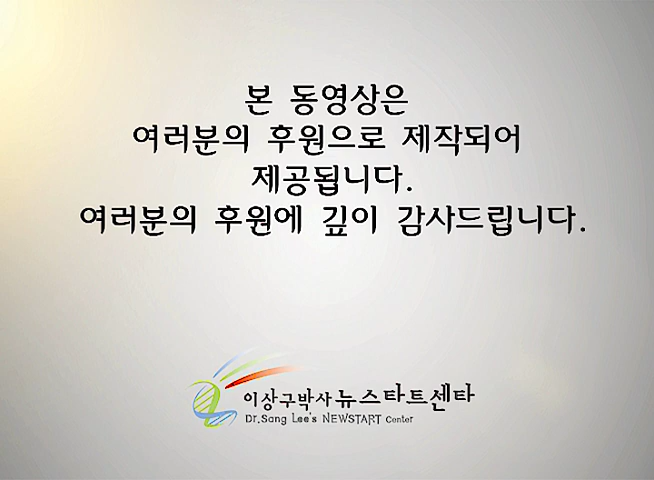 본 동영상은
여러분의 후원으로 제작되어
제공됩니다.
여러분의 후원에 깊이 감사드립니다.
이상구박사 뉴스타트센타
Dr.Sang Lee's NEWSTART Center